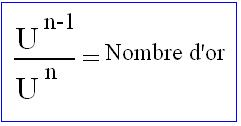 U n-1
U n = Nombre d'or